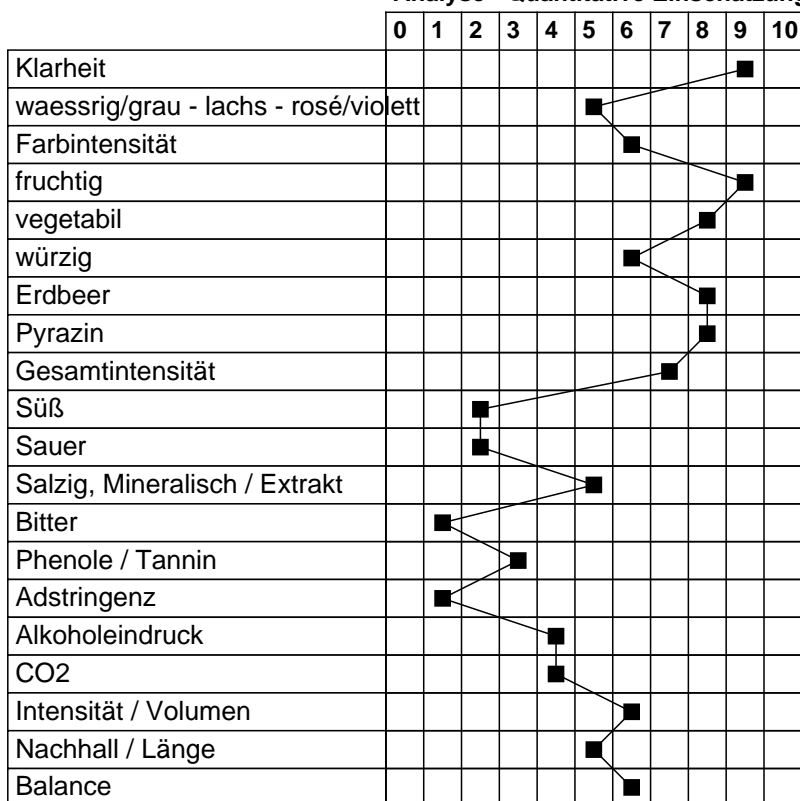 0 1 2 3 4 5 6 7 8 9 10
Klarheit
waessrig/grau - lachs - rosé/violett
Farbintensität
fruchtig
vegetabil
würzig
Erdbeer
Pyrazin
Gesamtintensität
Süß
Sauer
Salzig, Mineralisch / Extrakt
Bitter
Phenole / Tannin
Adstringenz
Alkoholeindruck
CO2
Intensität / Volumen
Nachhall / Länge
Balance